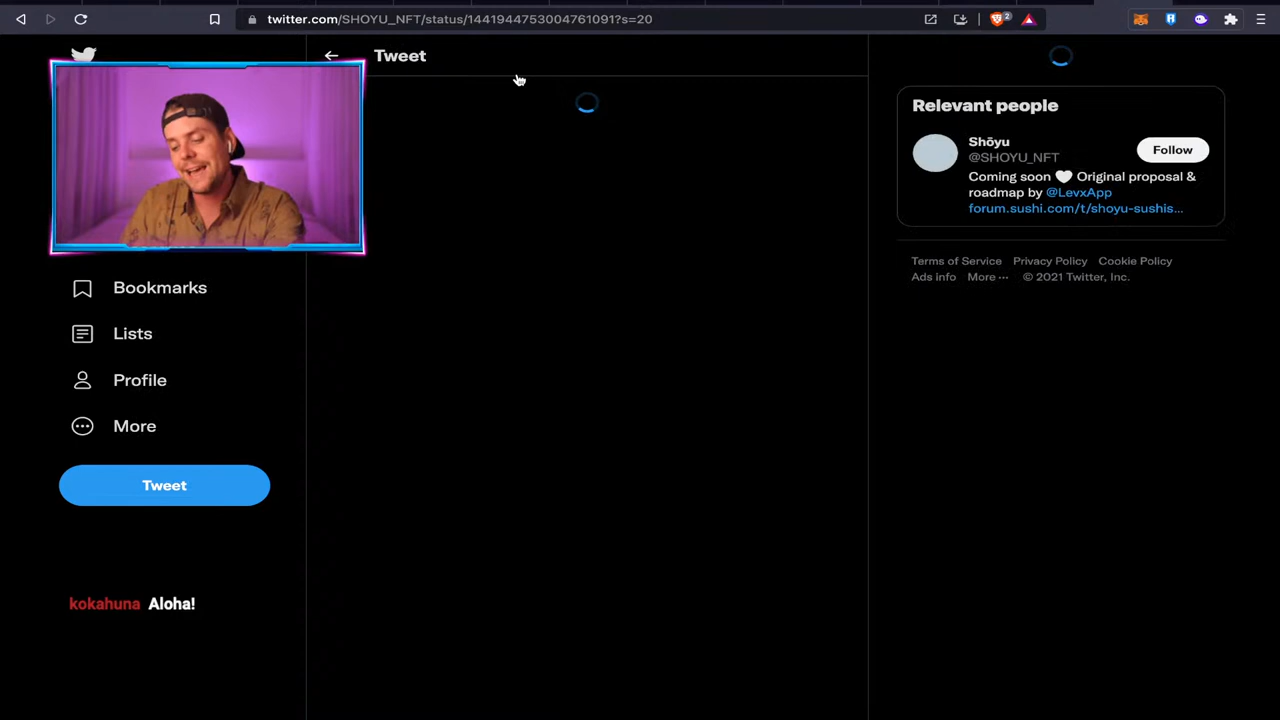 twitter.com/SHOYU_NFT/status/1441944753004761091?s=20
2
Tweet
Bookmarks
Lists
Profile
More
Tweet
kokahuna Aloha!
Relevant people
Shōyu
@SHOYU_NFT
Follow
Coming soon 🤍 Original proposal &
roadmap by @LevxApp
forum.sushi.com/t/shoyu-sushis...
Terms of Service Privacy Policy Cookie Policy
Ads info More ··· © 2021 Twitter, Inc.